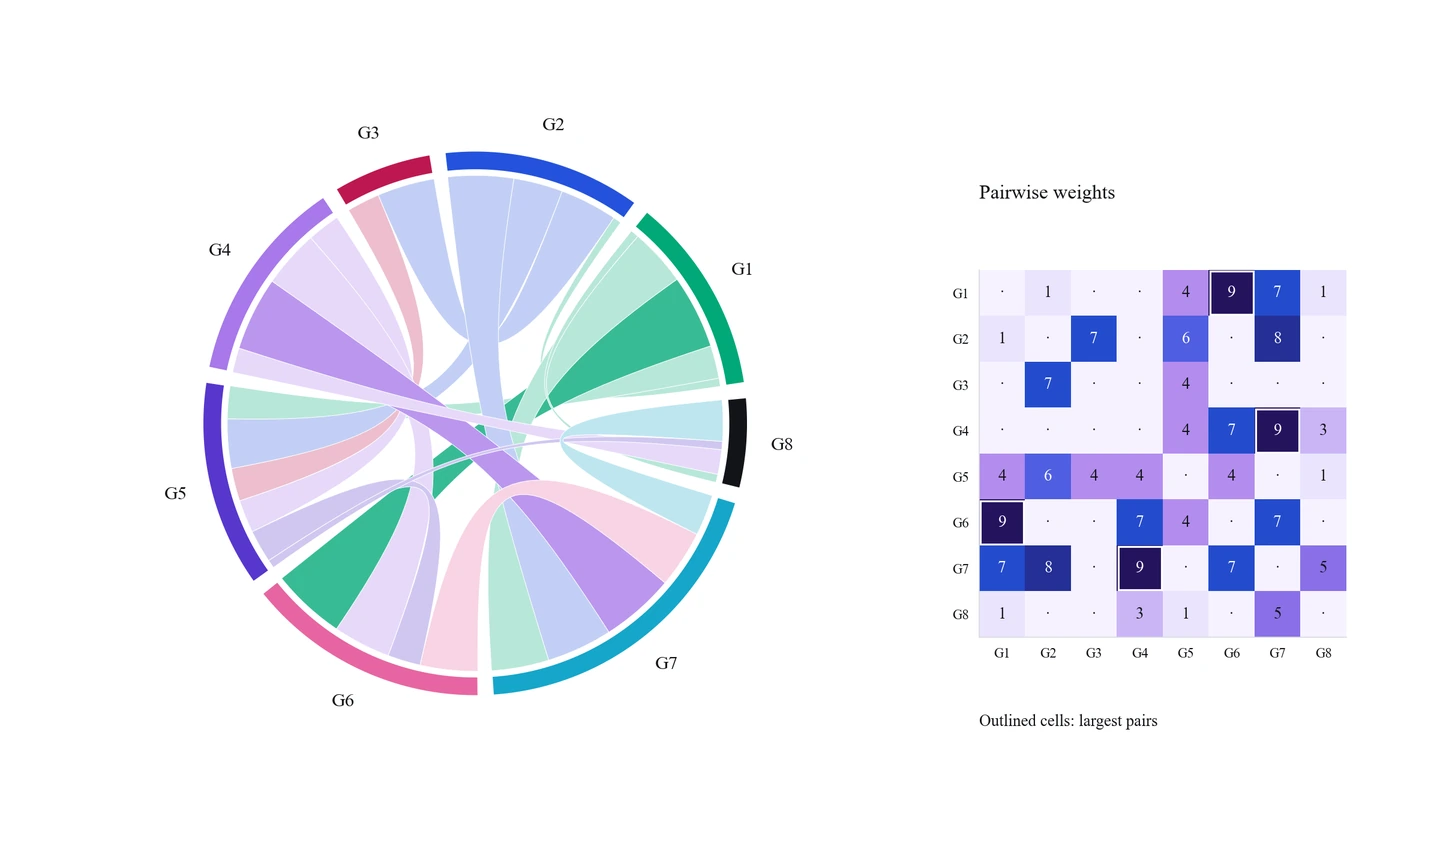 G3
G2
G4
G1
G8
G5
G7
G6
Pairwise weights
G1 · 1 · · 4 9 7 1
G2 1 · 7 · 6 · 8 ·
G3 · 7 · · 4 · · ·
G4 · · · · 4 7 9 3
G5 4 6 4 4 · 4 · 1
G6 9 · · 7 4 · 7 ·
G7 7 8 · 9 · 7 · 5
G8 1 · · 3 1 · 5 ·
G1 G2 G3 G4 G5 G6 G7 G8
Outlined cells: largest pairs